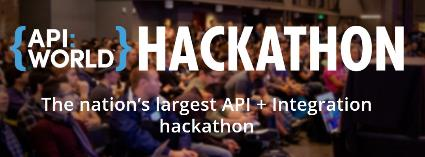 {API: WORLD} HACKATHON
The nation's largest API + Integration
hackathon